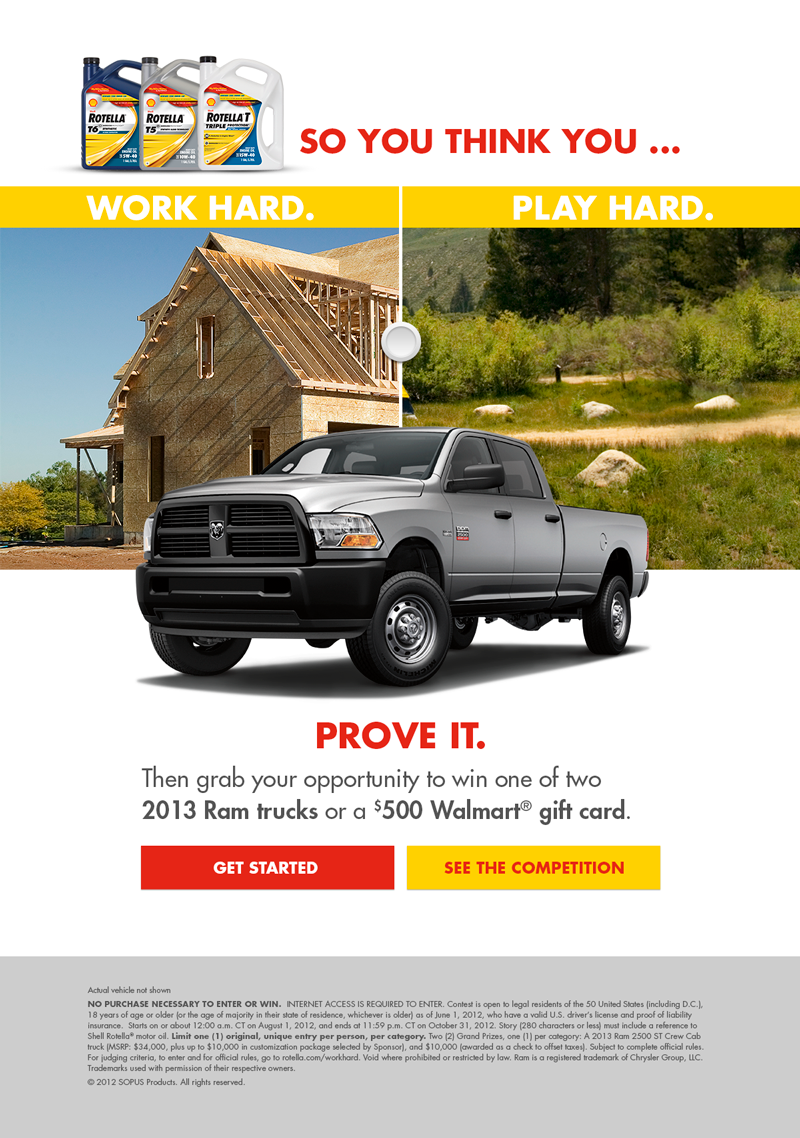 ROTELLA
T6
SYNTHETIC
5W-40
ROTELLA
T5
10W-40
ROTELLA T
TRIPLE PROTECTION
15W-40
SO YOU THINK YOU ...
WORK HARD. PLAY HARD.
PROVE IT.
Then grab your opportunity to win one of two
2013 Ram trucks or a $500 Walmart® gift card.
GET STARTED SEE THE COMPETITION
Actual vehicle not shown
NO PURCHASE NECESSARY TO ENTER OR WIN. INTERNET ACCESS IS REQUIRED TO ENTER. Contest is open to legal residents of the 50 United States (including D.C.),
18 years of age or older (or the age of majority in their state of residence, whichever is older) as of June 1, 2012, who have a valid U.S. driver's license and proof of liability
insurance. Starts on or about 12:00 a.m. CT on August 1, 2012, and ends at 11:59 p.m. CT on October 31, 2012. Story (280 characters or less) must include a reference to
Shell Rotella® motor oil. Limit one (1) original, unique entry per person, per category. Two (2) Grand Prizes, one (1) per category: A 2013 Ram 2500 ST Crew Cab
truck (MSRP: $34,000, plus up to $10,000 in customization package selected by Sponsor), and $10,000 (awarded as a check to offset taxes). Subject to complete official rules.
For judging criteria, to enter and for official rules, go to rotella.com/workhard. Void where prohibited or restricted by law. Ram is a registered trademark of Chrysler Group, LLC.
Trademarks used with permission of their respective owners.
© 2012 SOPUS Products. All rights reserved.